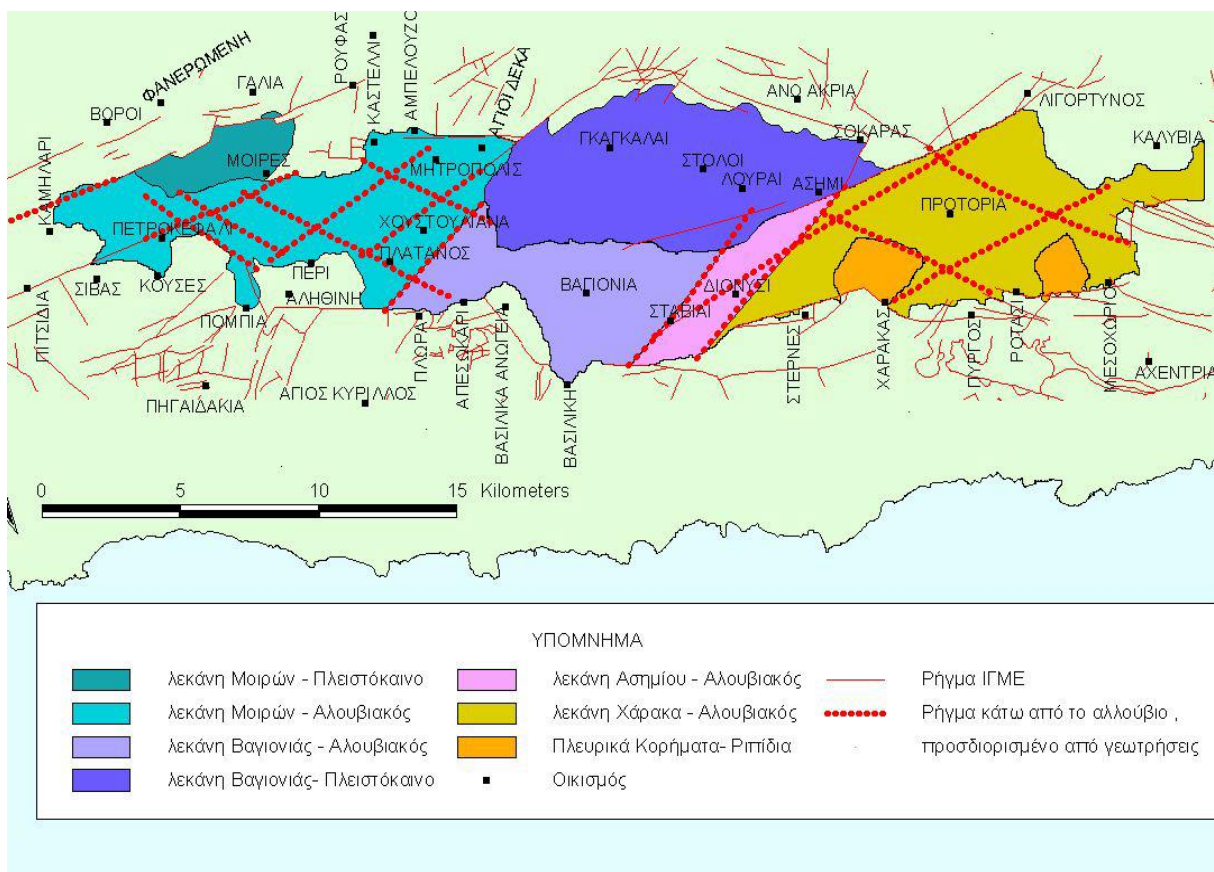 ΦΑΝΕΡΩΜΕΝΗ
ΡΟΥΦΑΣ
ΚΑΣΤΕΛΛΙ
ΑΜΠΕΛΟΥΖΟ
ΑΓΙΟΙ ΔΕΚΑ
ΓΑΛΙΑ
ΒΩΡΟΙ
ΑΝΩ ΑΚΡΙΑ
ΛΙΓΟΡΤΥΝΟΣ
ΣΟΚΑΡΑΣ
ΚΑΛΥΒΙΑ
ΓΚΑΓΚΑΛΑΙ
ΜΟΙΡΕΣ
ΜΗΤΡΟΠΟΛΙΣ
ΣΤΟΛΟΙ
ΛΟΥΡΑΙ
ΑΣΗΜΙ
ΚΑΜΗΛΑΡΙ
ΠΡΟΤΟΡΙΑ
ΠΕΤΡΟΚΕΦΑΛΙ
ΧΟΥΣΤΟΥΛΙΑΝΑ
ΠΛΑΤΑΝΟΣ
ΠΕΡΙ
ΣΙΒΑΣ
ΚΟΥΣΕΣ
ΑΛΗΘΙΝΗ
ΒΑΓΙΟΝΙΑ
ΔΙΟΝΥΣΙ
ΣΤΑΒΙΑΙ
ΠΙΤΣΙΔΙΑ
ΠΟΜΠΙΑ
ΠΛΩΡΑ
ΑΠΕΣΩΚΑΡΙ
ΒΑΣΙΛΙΚΑ ΑΝΩΓΕΙΑ
ΒΑΣΙΛΙΚΗ
ΣΤΕΡΝΕΣ
ΧΑΡΑΚΑΣ
ΠΥΡΓΟΣ
ΡΟΤΑΣΙ
ΜΕΣΟΧΩΡΙΟ
ΑΧΕΝΤΡΙΑ
ΠΗΓΑΙΔΑΚΙΑ
ΑΓΙΟΣ ΚΥΡΙΛΛΟΣ
0 5 10 15 Kilometers
ΥΠΟΜΝΗΜΑ
λεκάνη Μοιρών - Πλειστόκαινο
λεκάνη Μοιρών - Αλουβιακός
λεκάνη Βαγιονιάς - Αλουβιακός
λεκάνη Βαγιονιάς- Πλειστόκαινο
λεκάνη Ασημίου - Αλουβιακός
λεκάνη Χάρακα - Αλουβιακός
Πλευρικά Κορήματα- Ριπίδια
Οικισμός
Ρήγμα ΙΓΜΕ
Ρήγμα κάτω από το αλλούβιο ,
προσδιορισμένο από γεωτρήσεις